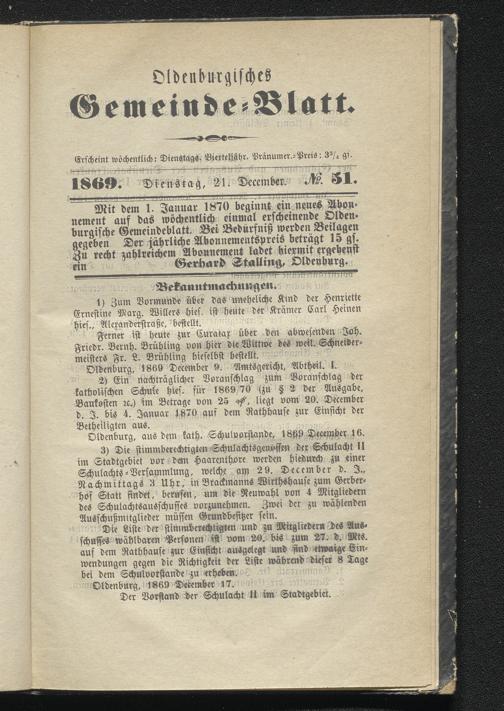 Oldenburgisches
Gemeinde-Blatt.
Erscheint wöchentlich: Dienstags. Vierteljähr. Pränumer.-Preis: 3¾ gr.
1869. Dienstag, 21. December. № 51.
Mit dem 1. Januar 1870 beginnt ein neues Abon-
nement auf das wöchentlich einmal erscheinende Olden-
burgische Gemeindeblatt. Bei Bedürfniß werden Beilagen
gegeben Der jährliche Abonnementspreis beträgt 15 gs.
Zu recht zahlreichem Abonnement ladet hiermit ergebenst
ein Gerhard Stalling, Oldenburg.
Bekanntmachungen.
1) Zum Vormunde über das uneheliche Kind der Henriette
Ernestine Marg. Willers hies. ist heute der Krämer Carl Heinen
hies., Alexanderstraße, bestellt.
Ferner ist heute zur Curatax über den abwesenden Joh.
Friedr. Bernh. Brühling von hier die Wittwe des weil. Schneider-
meisters Fr. L. Brühling hieselbst bestellt.
Oldenburg, 1869 December 9. Amtsgericht, Abtheil. I.
2) Ein nachträglicher Voranschlag zum Voranschlag der
katholischen Schule hies. für 1869/70 (zu § 2 der Ausgabe,
Baukosten ꝛc.) im Betrage von 25 ₰, liegt vom 20. December
d. J. bis 4. Januar 1870 auf dem Rathhause zur Einsicht der
Betheiligten aus.
Oldenburg, aus dem kath. Schulvorstande, 1869 December 16.
3) Die stimmberechtigten Schulachtsgenossen der Schulacht II
im Stadtgebiet vor dem Haarenthore werden hiedurch zu einer
Schulachts-Versammlung, welche am 29. December d. J.,
Nachmittags 3 Uhr, in Brackmanns Wirthshause zum Gerber-
hof Statt findet, berufen, um die Neuwahl von 4 Mitgliedern
des Schulachtsausschusses vorzunehmen. Zwei der zu wählenden
Ausschußmitglieder müssen Grundbesitzer sein.
Die Liste der stimmberechtigten und zu Mitgliedern des Aus-
schusses wählbaren Personen ist vom 20. bis zum 27. d. Mts.
auf dem Rathhause zur Einsicht ausgelegt und sind etwaige Ein-
wendungen gegen die Richtigkeit der Liste während dieser 8 Tage
bei dem Schulvorstande zu erheben.
Oldenburg, 1869 December 17.
Der Vorstand der Schulacht II im Stadtgebiet.